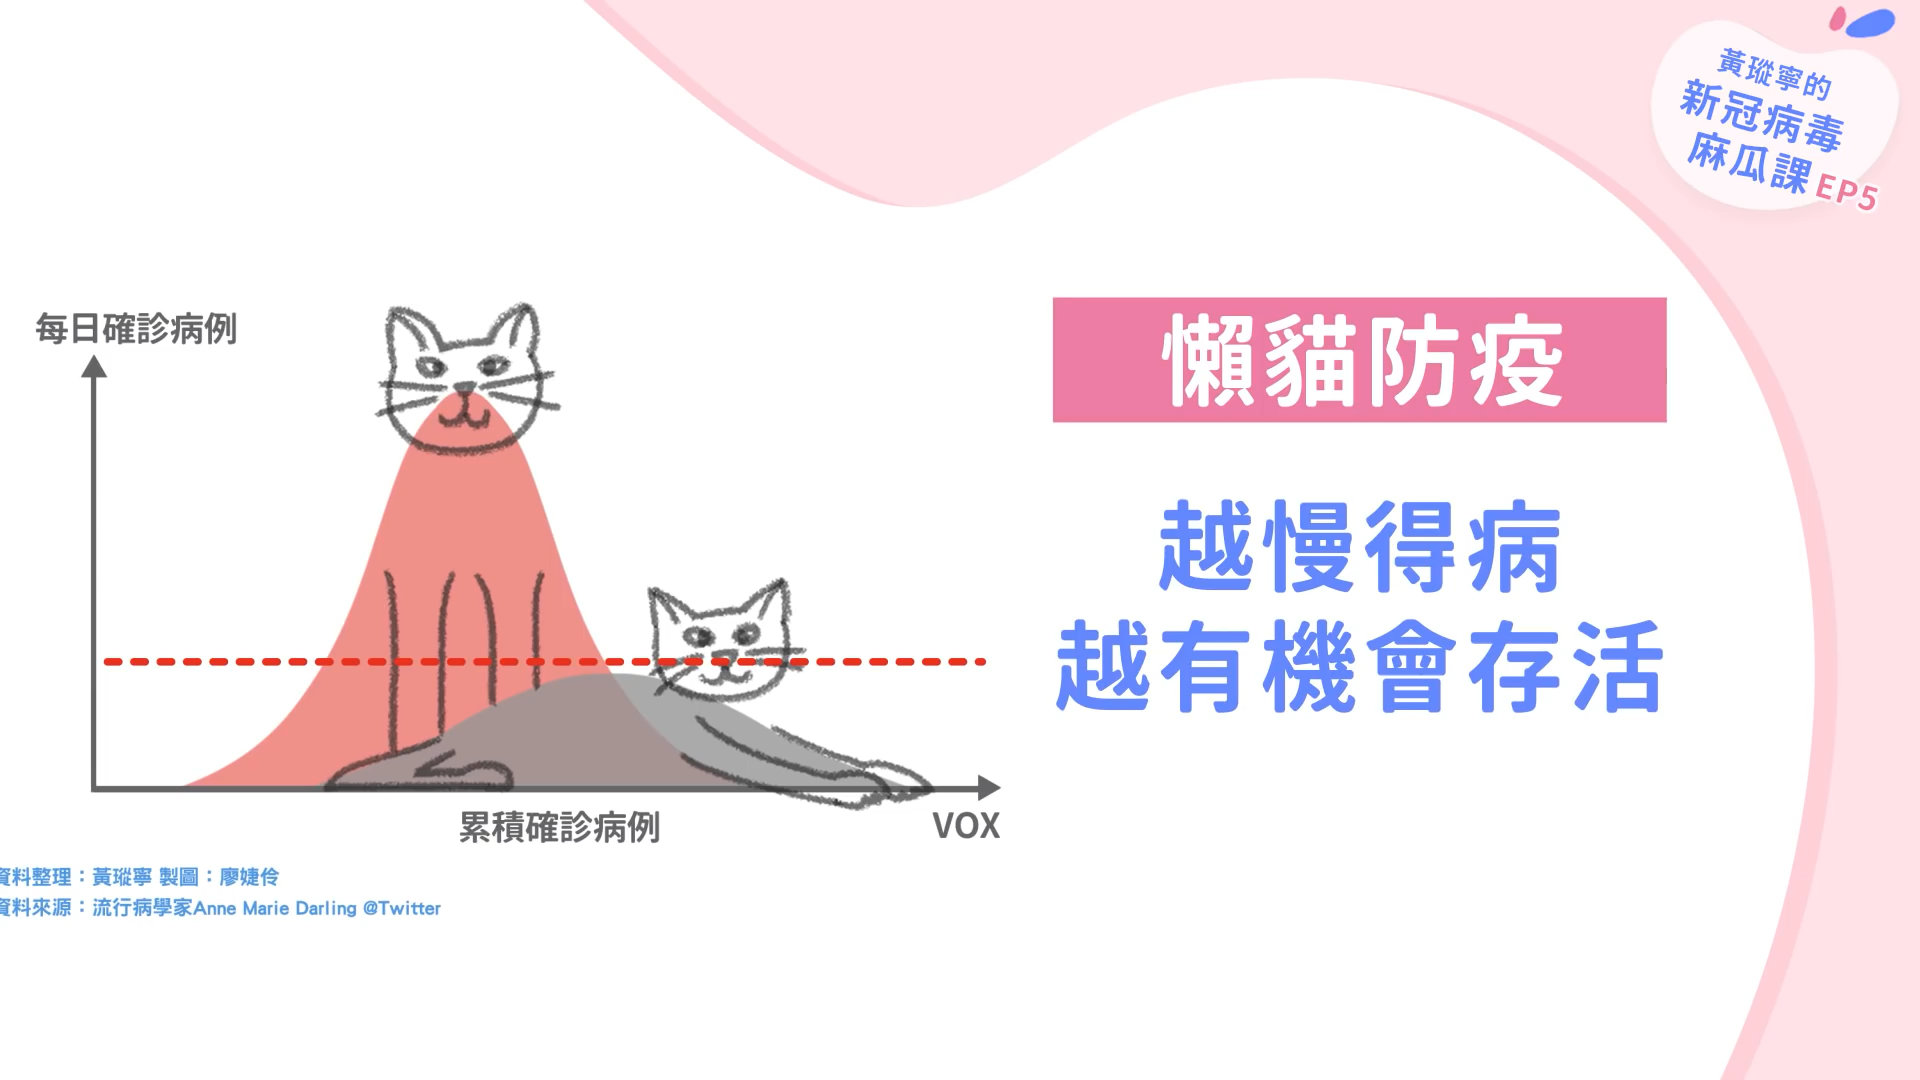 黃瑽寧的
新冠病毒
麻瓜課 EP5
每日確診病例
懶貓防疫
越慢得病
越有機會存活
累積確診病例
VOX
資料整理：黃瑽寧 製圖：廖婕伶
資料來源：流行病學家Anne Marie Darling @Twitter